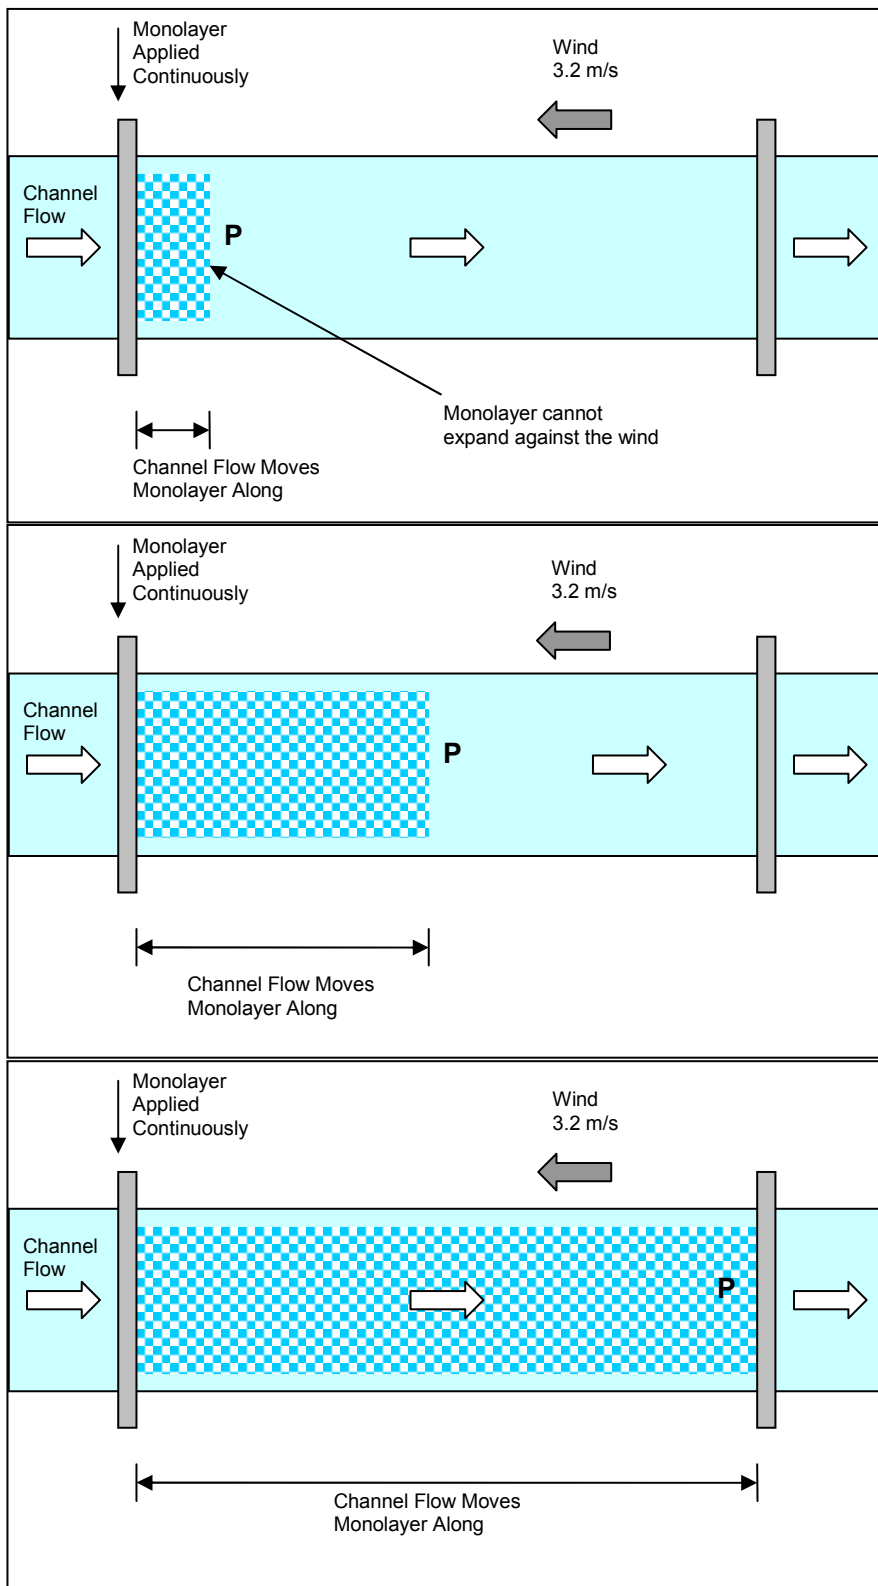 Monolayer
Applied
Continuously
Wind
3.2 m/s
Channel
Flow
P
Monolayer cannot
expand against the wind
Channel Flow Moves
Monolayer Along
Monolayer
Applied
Continuously
Wind
3.2 m/s
Channel
Flow
P
Channel Flow Moves
Monolayer Along
Monolayer
Applied
Continuously
Wind
3.2 m/s
Channel
Flow
P
Channel Flow Moves
Monolayer Along